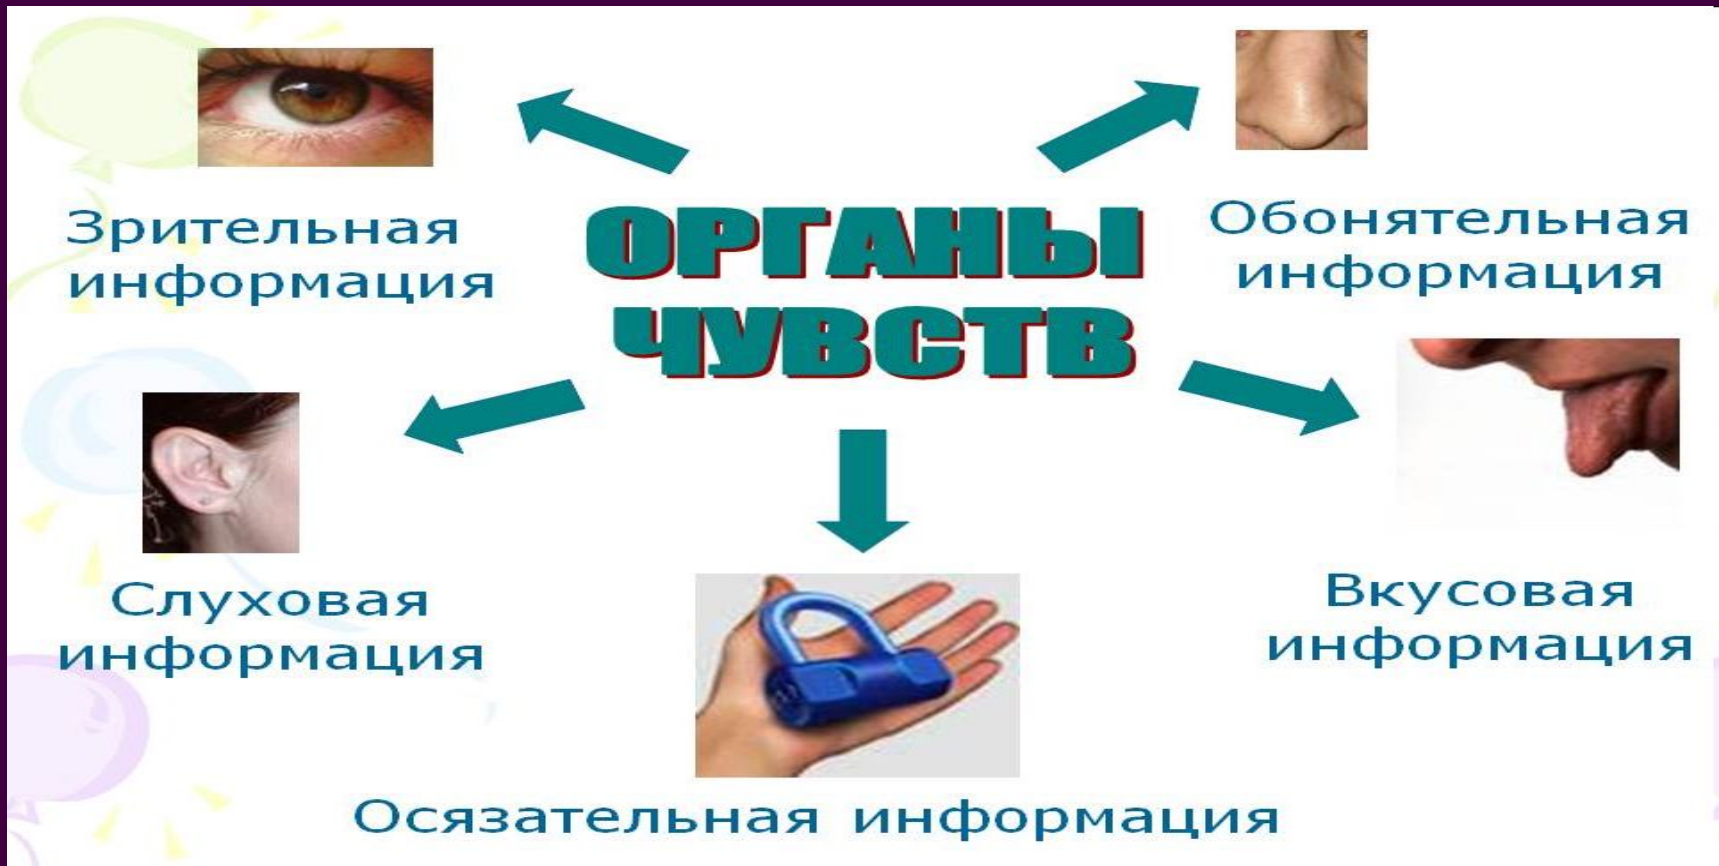 ОРГАНЫ
ЧУВСТВ
Зрительная
информация
Обонятельная
информация
Слуховая
информация
Вкусовая
информация
Осязательная информация